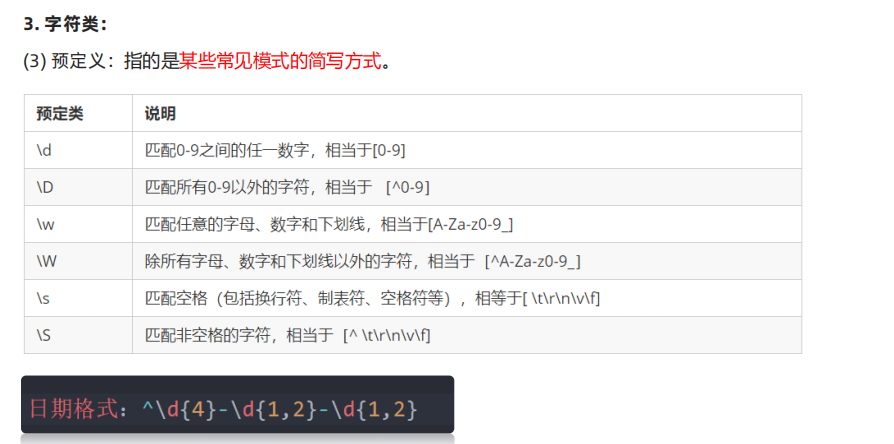 3. 字符类：
(3) 预定义：指的是某些常见模式的简写方式。
预定类 说明
\d 匹配0-9之间的任一数字，相当于[0-9]
\D 匹配所有0-9以外的字符，相当于 [^0-9]
\w 匹配任意的字母、数字和下划线，相当于[A-Za-z0-9_]
\W 除所有字母、数字和下划线以外的字符，相当于 [^A-Za-z0-9_]
\s 匹配空格（包括换行符、制表符、空格符等），相等于[ \t\r\n\v\f]
\S 匹配非空格的字符，相当于 [^ \t\r\n\v\f]
日期格式：^\d{4}-\d{1,2}-\d{1,2}